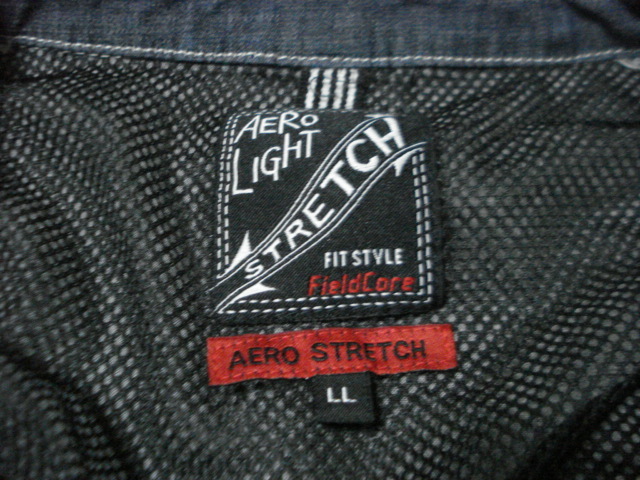 AERO
LIGHT
STRETCH
FIT STYLE
FieldCore
AERO STRETCH
LL